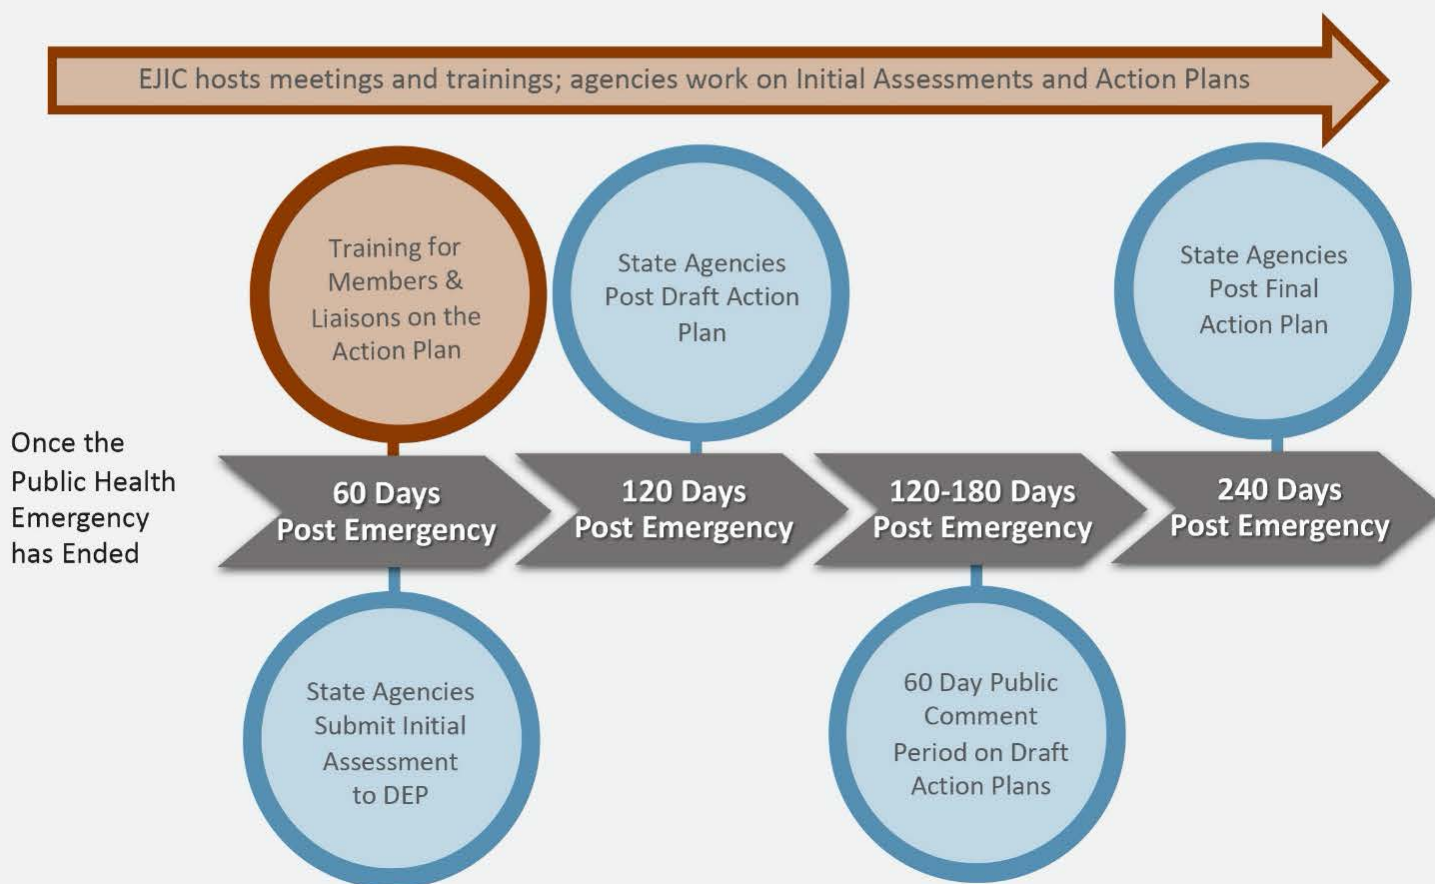 EJIC hosts meetings and trainings; agencies work on Initial Assessments and Action Plans
Training for
Members &
Liaisons on the
Action Plan
State Agencies
Post Draft Action
Plan
State Agencies
Post Final
Action Plan
Once the
Public Health
Emergency
has Ended
60 Days
Post Emergency
120 Days
Post Emergency
120-180 Days
Post Emergency
240 Days
Post Emergency
State Agencies
Submit Initial
Assessment
to DEP
60 Day Public
Comment
Period on Draft
Action Plans